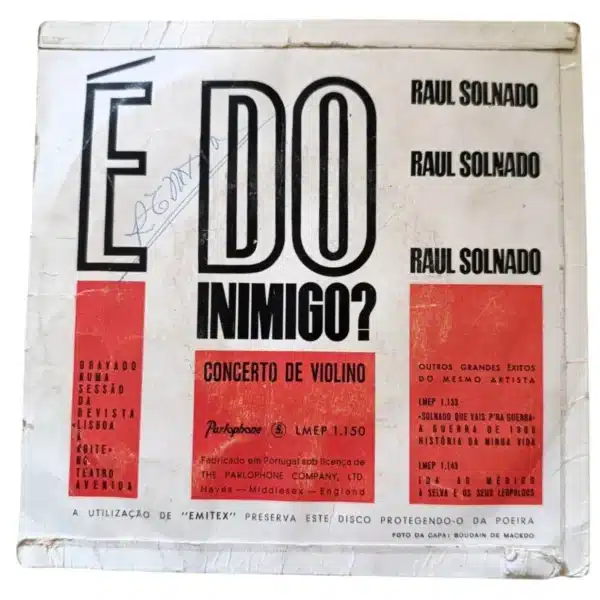 É DO
INIMIGO?
CONCERTO DE VIOLINO
Parlophone LMEP 1.150
Fabricado em Portugal sob licença de
THE PARLOPHONE COMPANY, LTD.
Hayes — Middlesex — England
RAUL SOLNADO
RAUL SOLNADO
RAUL SOLNADO
GRAVADO
NUMA
SESSÃO
DA
REVISTA
«LISBOA
À
NOITE»
NO
TEATRO
AVENIDA
OUTROS GRANDES ÊXITOS
DO MESMO ARTISTA
LMEP 1.133
«SOLNADO QUE VAIS P'RA GUERRA»
A GUERRA DE 1908
HISTÓRIA DA MINHA VIDA
LMEP 1.143
IDA AO MÉDICO
À SELVA E OS SEUS LEOPOLDOS
A UTILIZAÇÃO DE "EMITEX" PRESERVA ESTE DISCO PROTEGENDO-O DA POEIRA
FOTO DA CAPA: BOUDAIN DE MACEDO